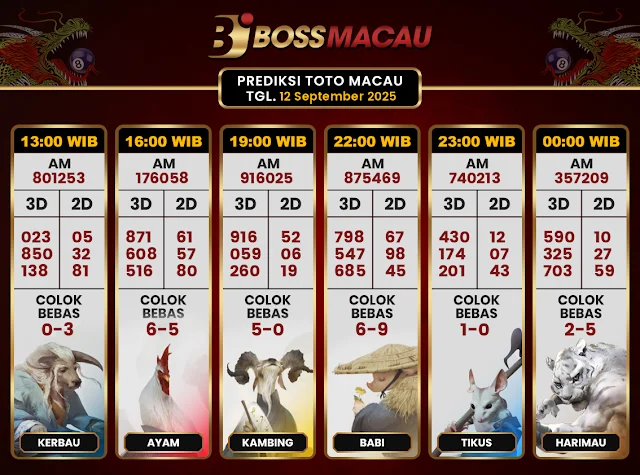 BJ BOSSMACAU
PREDIKSI TOTO MACAU
TGL. 12 September 2025
13:00 WIB
AM
801253
3D 2D
023 05
850 32
138 81
COLOK
BEBAS
0-3
KERBAU
16:00 WIB
AM
176058
3D 2D
871 61
608 57
516 80
COLOK
BEBAS
6-5
AYAM
19:00 WIB
AM
916025
3D 2D
916 52
059 06
260 19
COLOK
BEBAS
5-0
KAMBING
22:00 WIB
AM
875469
3D 2D
798 67
547 98
685 45
COLOK
BEBAS
6-9
BABI
23:00 WIB
AM
740213
3D 2D
430 12
174 07
201 43
COLOK
BEBAS
1-0
TIKUS
00:00 WIB
AM
357209
3D 2D
590 10
325 27
703 59
COLOK
BEBAS
2-5
HARIMAU
8
8